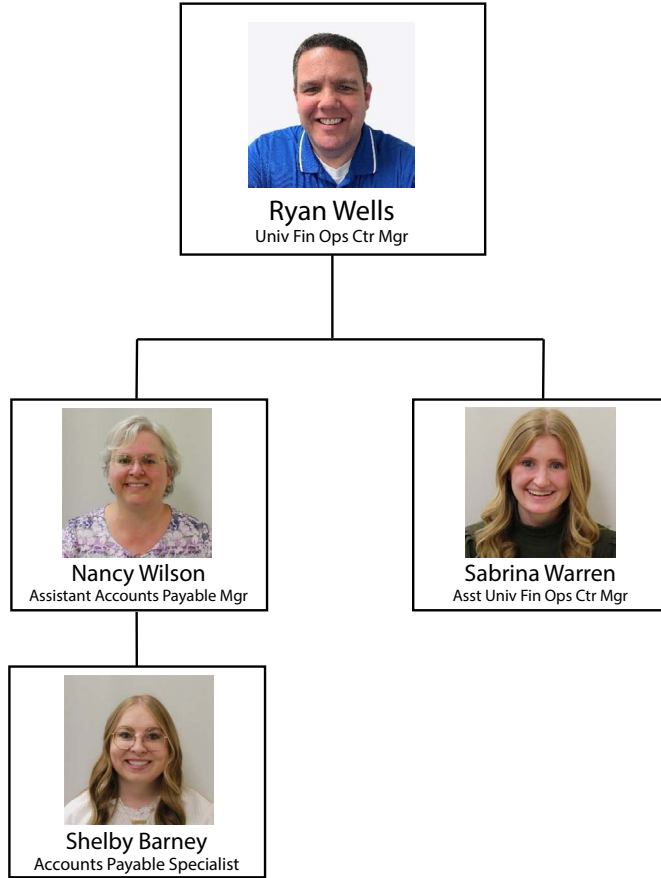 Ryan Wells
Univ Fin Ops Ctr Mgr
Nancy Wilson
Assistant Accounts Payable Mgr
Sabrina Warren
Asst Univ Fin Ops Ctr Mgr
Shelby Barney
Accounts Payable Specialist